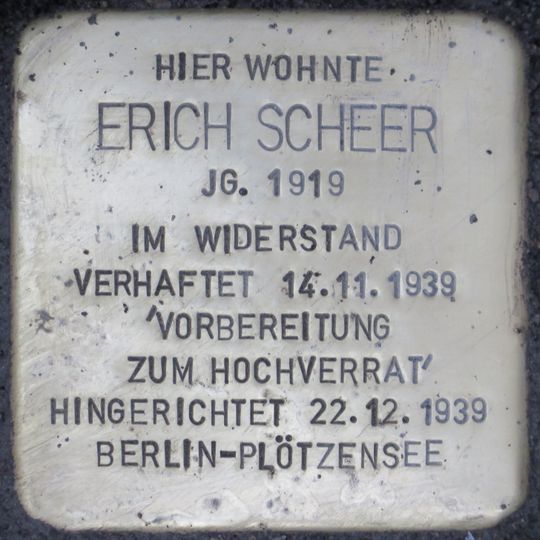 HIER WOHNTE
ERICH SCHEER
JG. 1919
IM WIDERSTAND
VERHAFTET 14.11.1939
'VORBEREITUNG
ZUM HOCHVERRAT'
HINGERICHTET 22.12.1939
BERLIN-PLÖTZENSEE